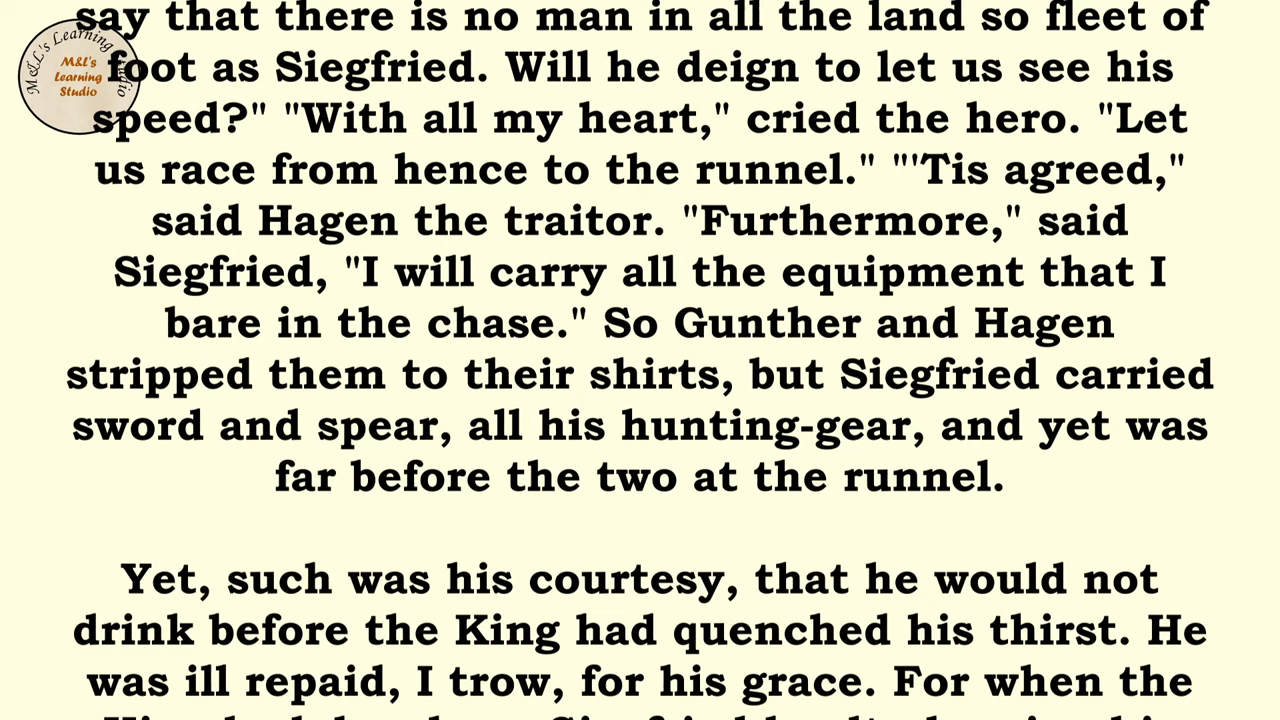 say that there is no man in all the land so fleet of
foot as Siegfried. Will he deign to let us see his
speed?" "With all my heart," cried the hero. "Let
us race from hence to the runnel." "'Tis agreed,"
said Hagen the traitor. "Furthermore," said
Siegfried, "I will carry all the equipment that I
bare in the chase." So Gunther and Hagen
stripped them to their shirts, but Siegfried carried
sword and spear, all his hunting-gear, and yet was
far before the two at the runnel.
Yet, such was his courtesy, that he would not
drink before the King had quenched his thirst. He
was ill repaid, I trow, for his grace. For when the
M&L's Learning Studio
M&L's
Learning
Studio